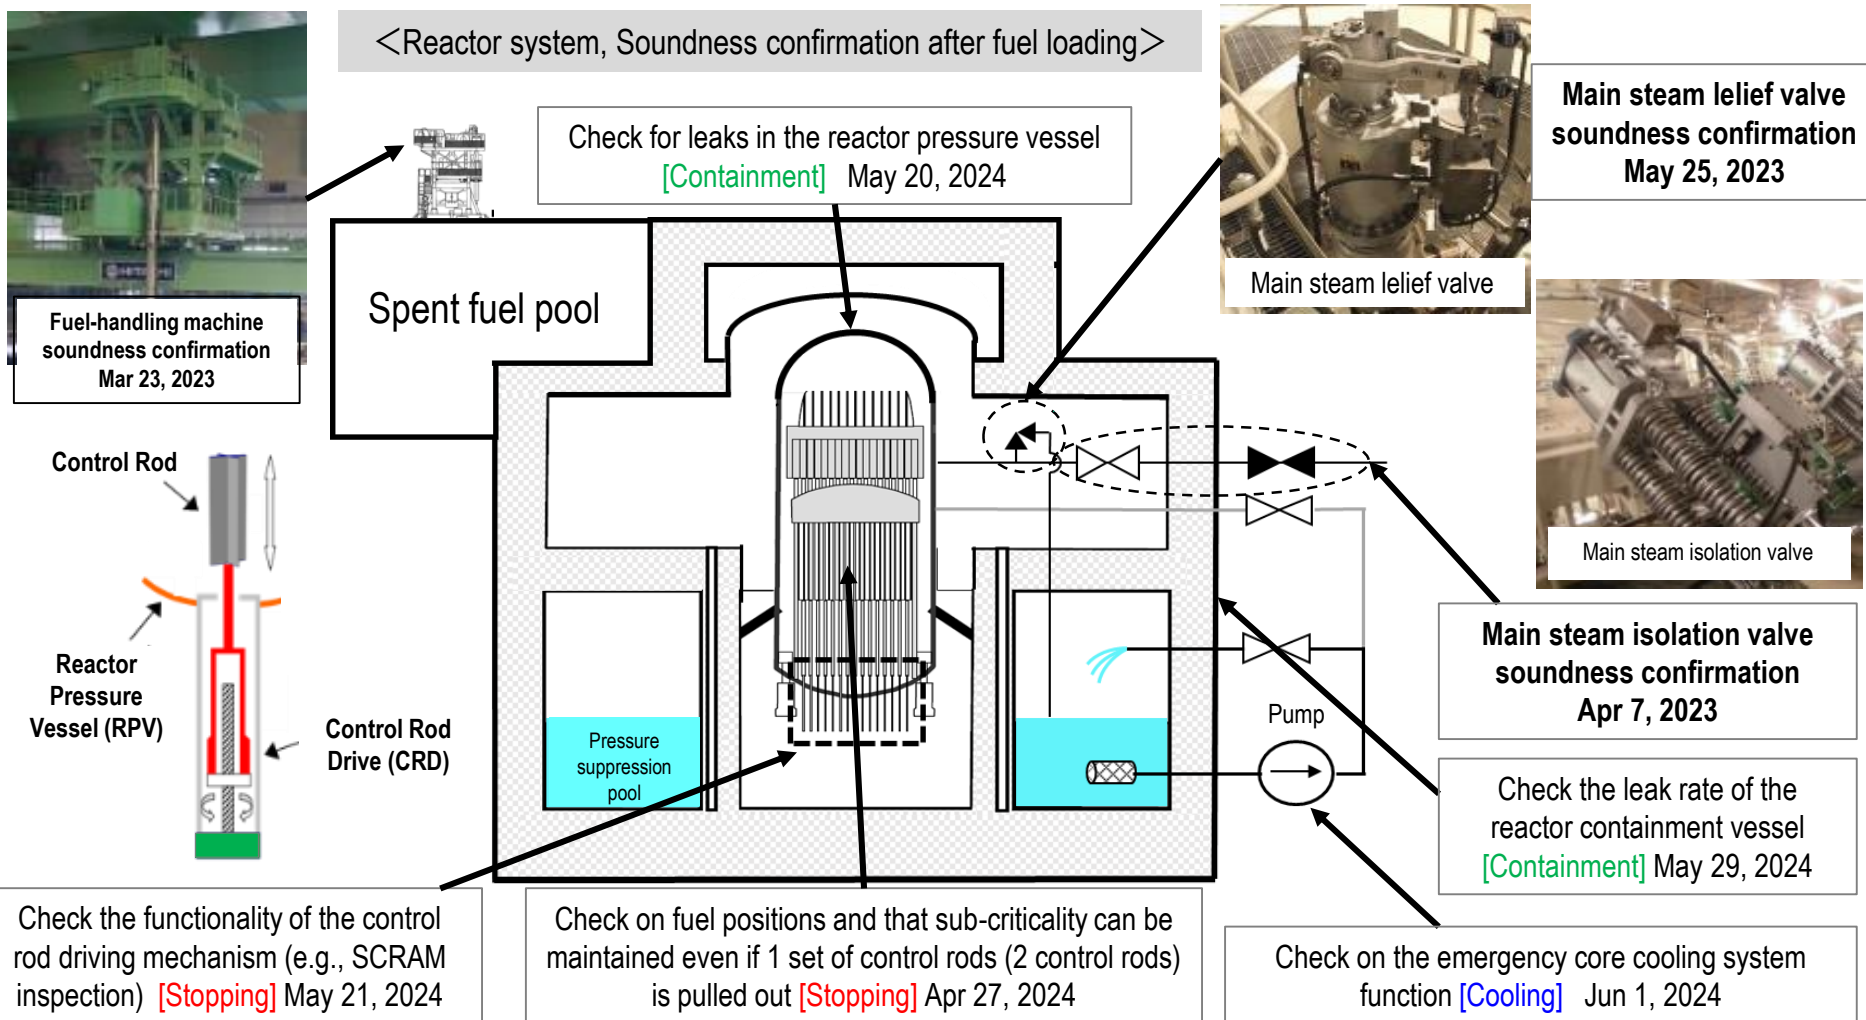 ＜Reactor system, Soundness confirmation after fuel loading＞
Check for leaks in the reactor pressure vessel
[Containment] May 20, 2024
Main steam lelief valve
soundness confirmation
May 25, 2023
Main steam lelief valve
Fuel-handling machine
soundness confirmation
Mar 23, 2023
Spent fuel pool
Main steam isolation valve
Control Rod
Reactor
Pressure
Vessel (RPV)
Control Rod
Drive (CRD)
Main steam isolation valve
soundness confirmation
Apr 7, 2023
Pump
Pressure
suppression
pool
Check the leak rate of the
reactor containment vessel
[Containment] May 29, 2024
Check the functionality of the control
rod driving mechanism (e.g., SCRAM
inspection) [Stopping] May 21, 2024
Check on fuel positions and that sub-criticality can be
maintained even if 1 set of control rods (2 control rods)
is pulled out [Stopping] Apr 27, 2024
Check on the emergency core cooling system
function [Cooling] Jun 1, 2024